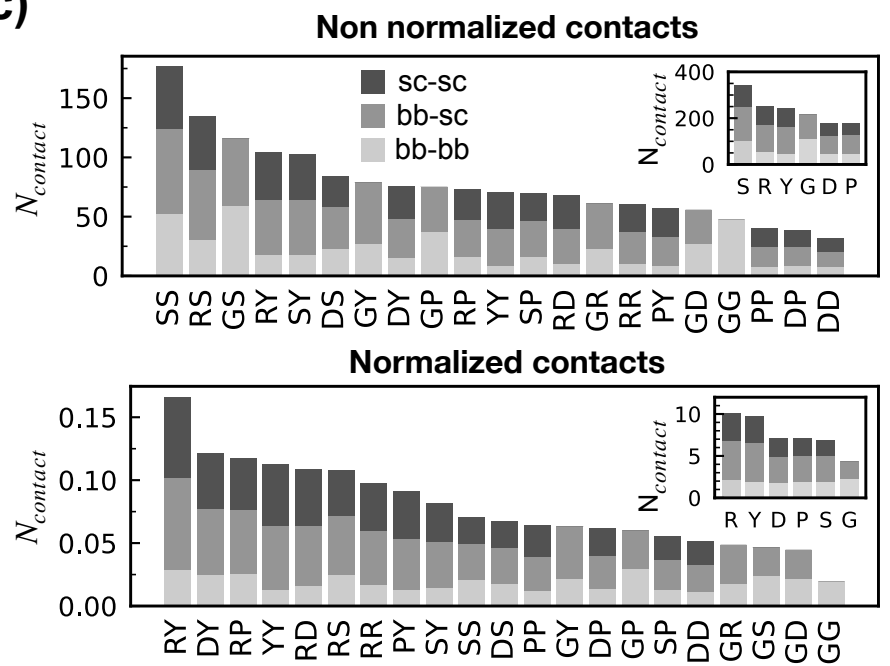 c)
Non normalized contacts
N_contact
150
100
50
0
sc-sc
bb-sc
bb-bb
N_contact
400
200
0
S R Y G D P
SS RS GS RY SY DS GY DY GP RP YY SP RD GR RR PY GD GG PP DP DD
Normalized contacts
N_contact
0.15
0.10
0.05
0.00
N_contact
10
5
0
R Y D P S G
RY DY RP YY RD RS RR PY SY SS DS PP GY DP GP SP DD GR GS GD GG